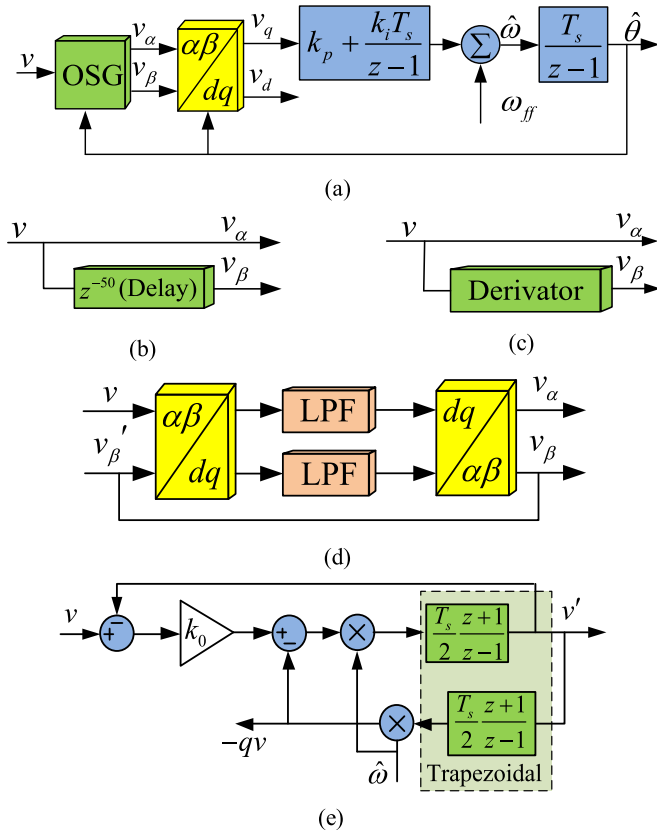 v OSG v_α v_β αβ dq v_q v_d k_p + k_i T_s / z−1 Σ ω̂ ω_ff T_s / z−1 θ̂
(a)
v v_α
z⁻⁵⁰(Delay) v_β
(b)
v v_α
Derivator v_β
(c)
v αβ LPF dq v_α
v_β′ dq LPF αβ v_β
(d)
v + − k_0 + − × T_s / 2 z+1 / z−1 v′
−qv × T_s / 2 z+1 / z−1
ω̂ Trapezoidal
(e)